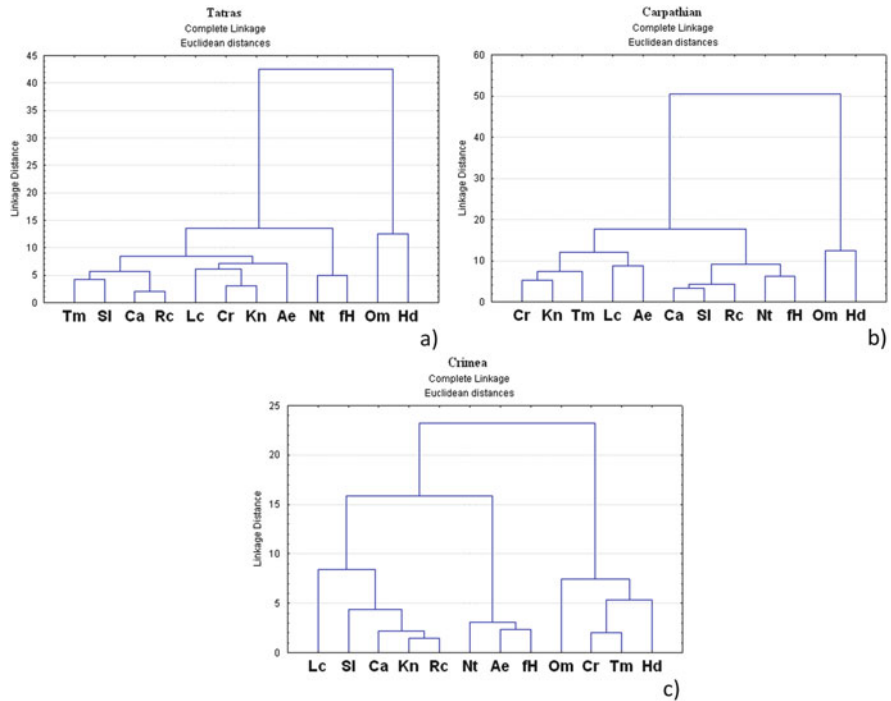 Tatras
Complete Linkage
Euclidean distances
45
40
35
30
25
20
15
10
5
0
Linkage Distance
Tm Sl Ca Rc Lc Cr Kn Ae Nt fH Om Hd
a)
Carpathian
Complete Linkage
Euclidean distances
60
50
40
30
20
10
0
Linkage Distance
Cr Kn Tm Lc Ae Ca Sl Rc Nt fH Om Hd
b)
Crimea
Complete Linkage
Euclidean distances
25
20
15
10
5
0
Linkage Distance
Lc Sl Ca Kn Rc Nt Ae fH Om Cr Tm Hd
c)